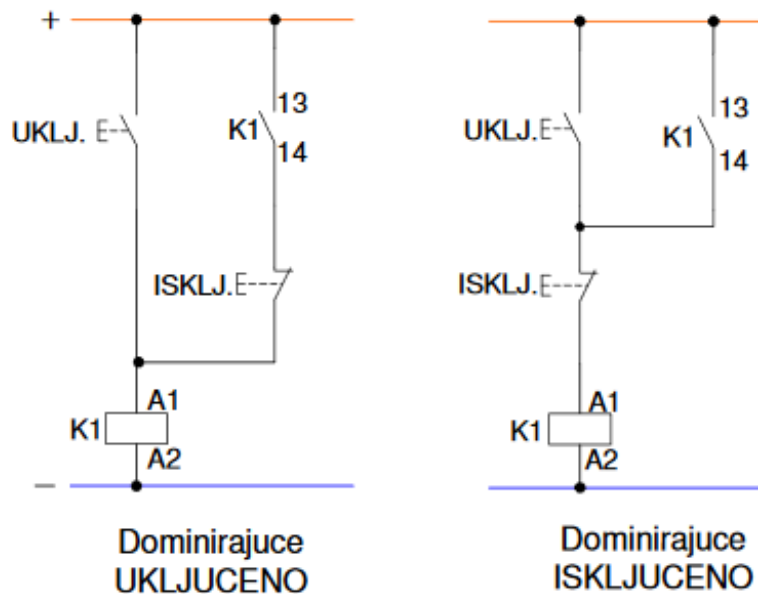 +
13
UKLJ.
K1
14
ISKLJ.
A1
K1
A2
—
Dominirajuce
UKLJUCENO
13
UKLJ.
K1
14
ISKLJ.
A1
K1
A2
Dominirajuce
ISKLJUCENO